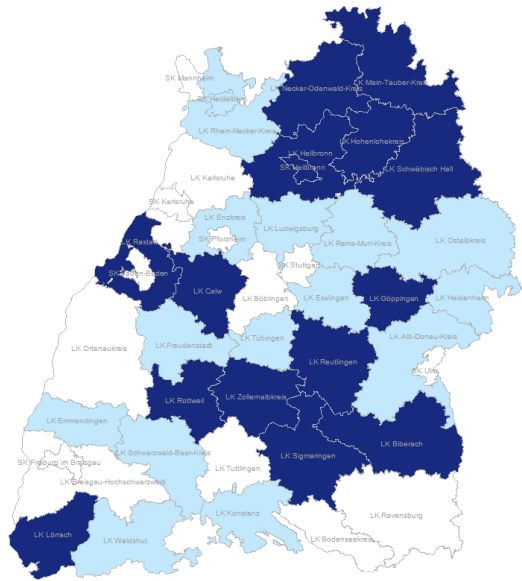 SK Mannheim
LK Neckar-Odenwald-Kreis
LK Main-Tauber-Kreis
SK Heidelberg
LK Rhein-Neckar-Kreis
LK Hohenlohekreis
LK Heilbronn
SK Heilbronn
LK Schwäbisch Hall
LK Karlsruhe
SK Karlsruhe
LK Enzkreis
LK Ludwigsburg
SK Pforzheim
LK Rems-Murr-Kreis
LK Ostalbkreis
LK Rastatt
SK Baden-Baden
SK Stuttgart
LK Calw
LK Böblingen
LK Esslingen
LK Göppingen
LK Heidenheim
LK Ortenaukreis
LK Freudenstadt
LK Tübingen
LK Alb-Donau-Kreis
LK Reutlingen
SK Ulm
LK Rottweil
LK Zollernalbkreis
LK Emmendingen
LK Biberach
LK Schwarzwald-Baar-Kreis
LK Sigmaringen
SK Freiburg im Breisgau
LK Tuttlingen
LK Breisgau-Hochschwarzwald
LK Konstanz
LK Ravensburg
LK Lörrach
LK Waldshut
LK Bodenseekreis